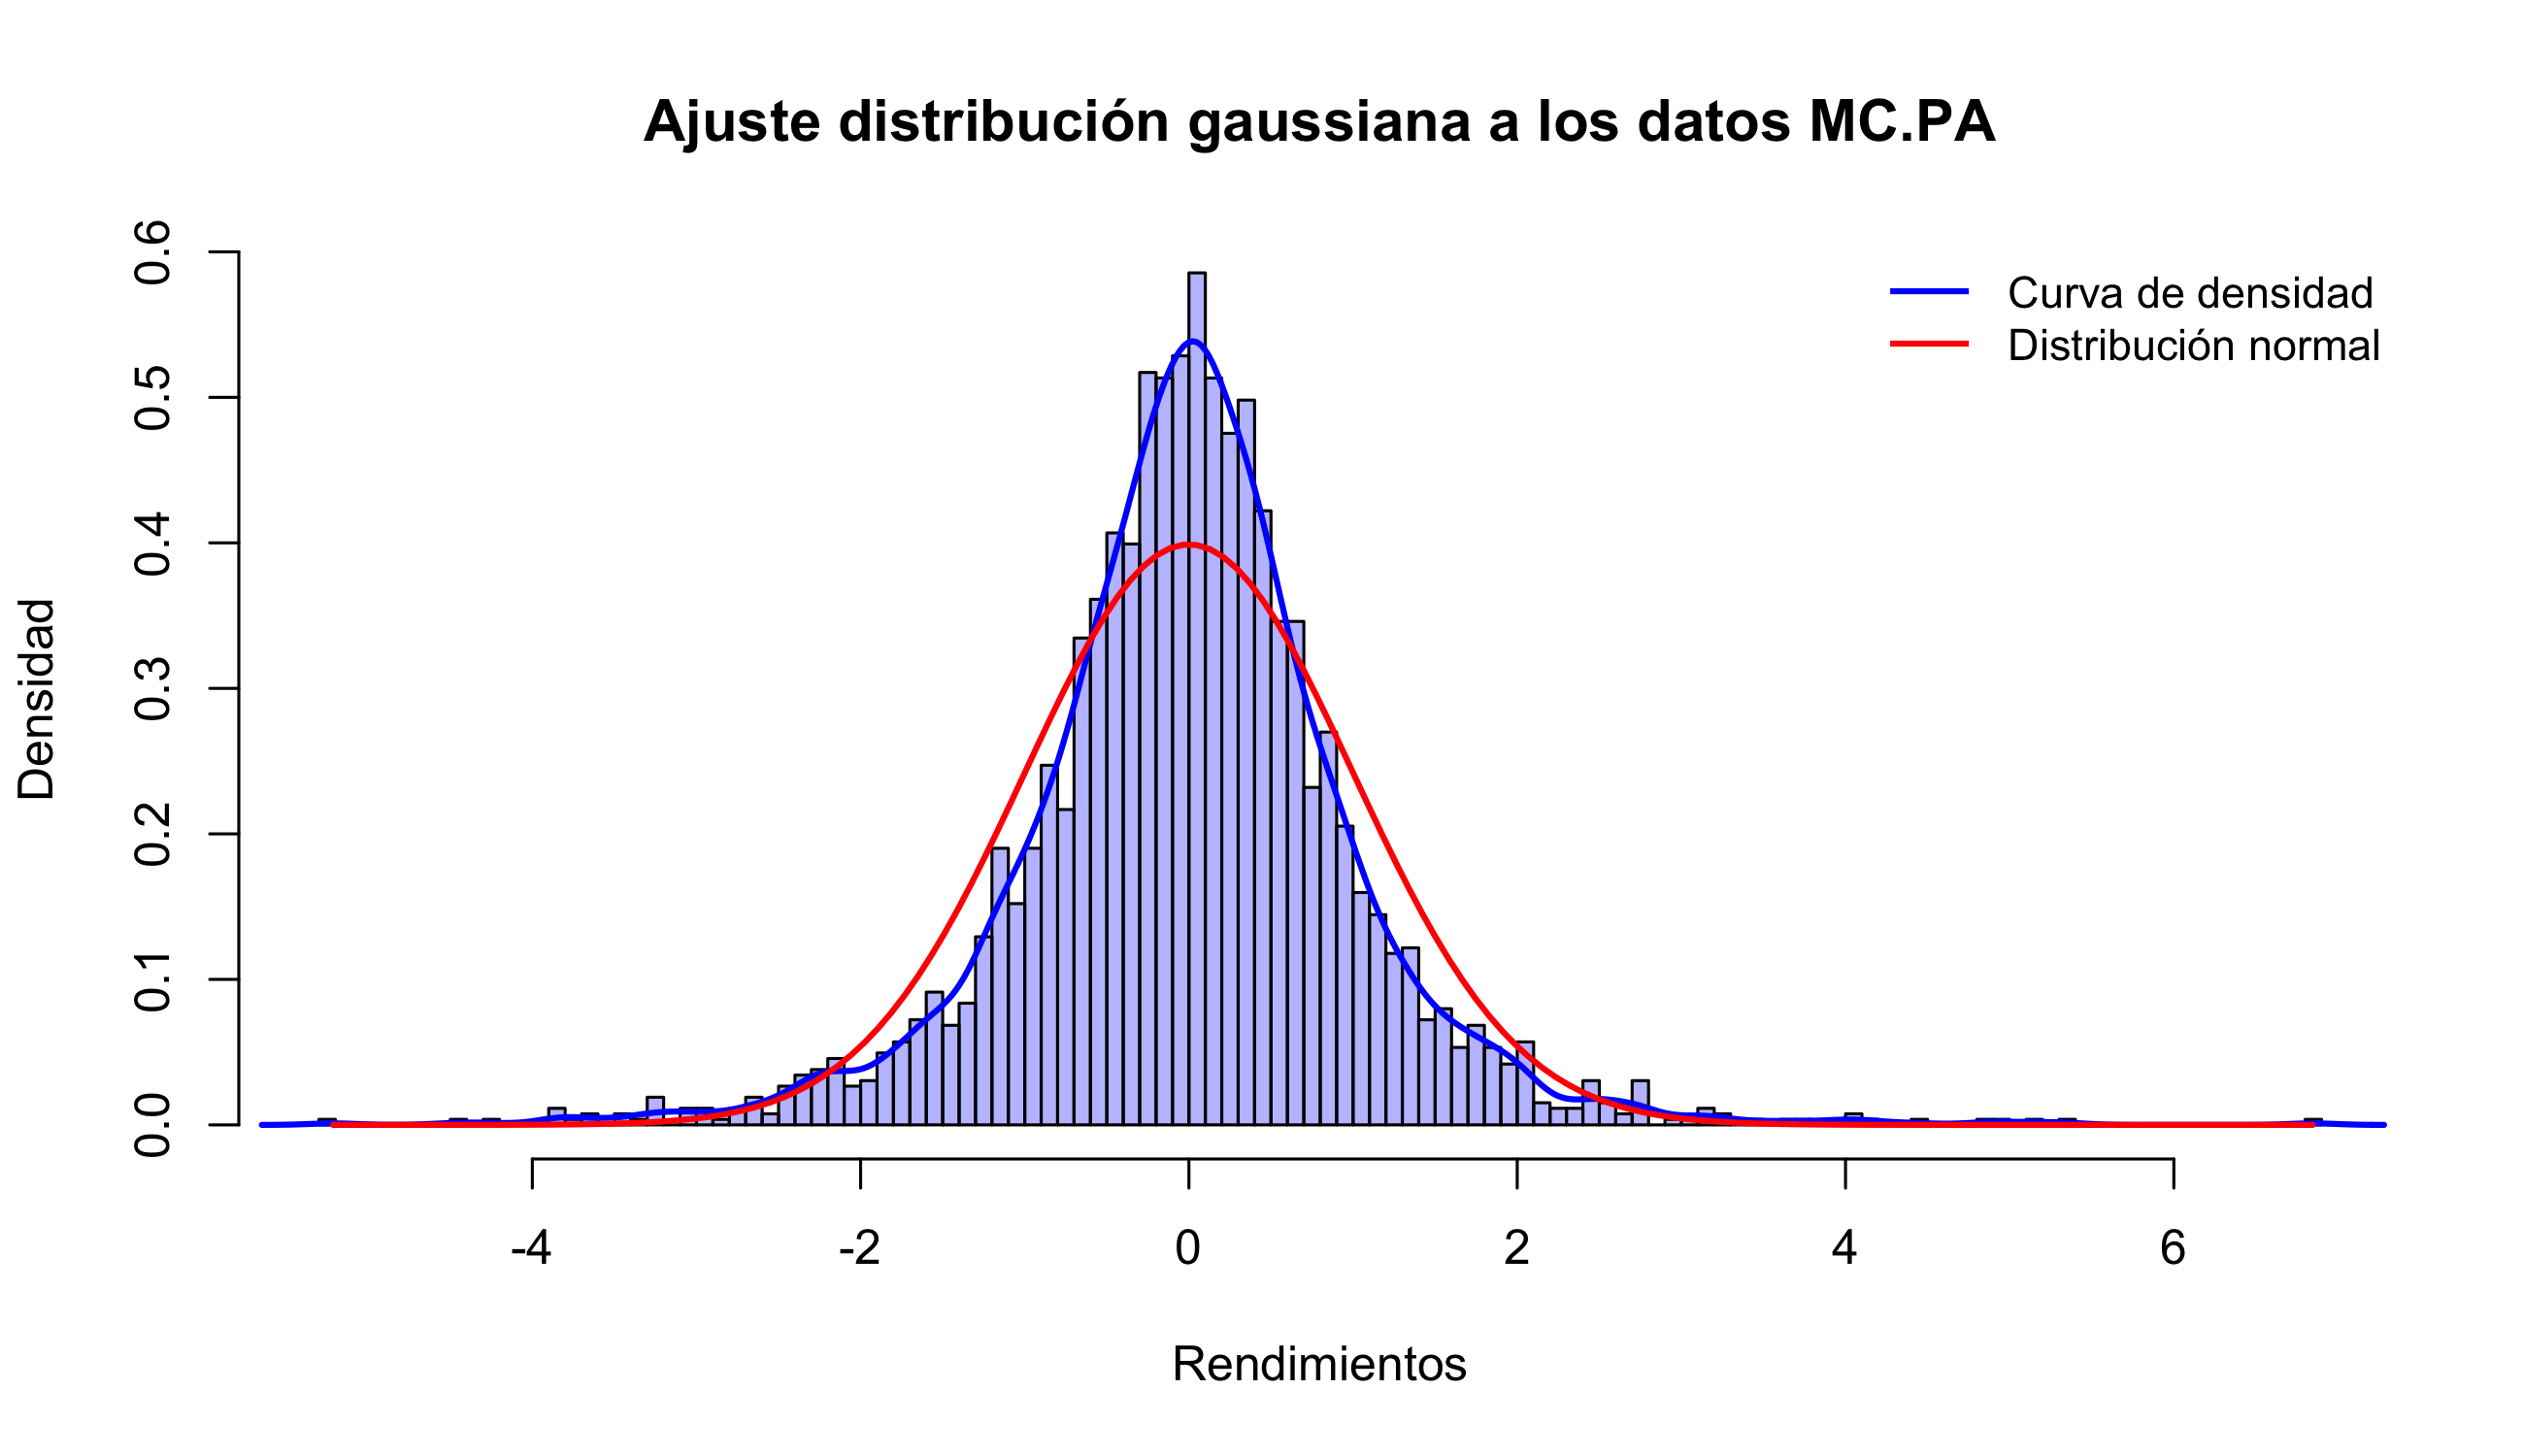 Ajuste distribución gaussiana a los datos MC.PA
Curva de densidad
Distribución normal
Densidad
0.6
0.5
0.4
0.3
0.2
0.1
0.0
-4 -2 0 2 4 6
Rendimientos